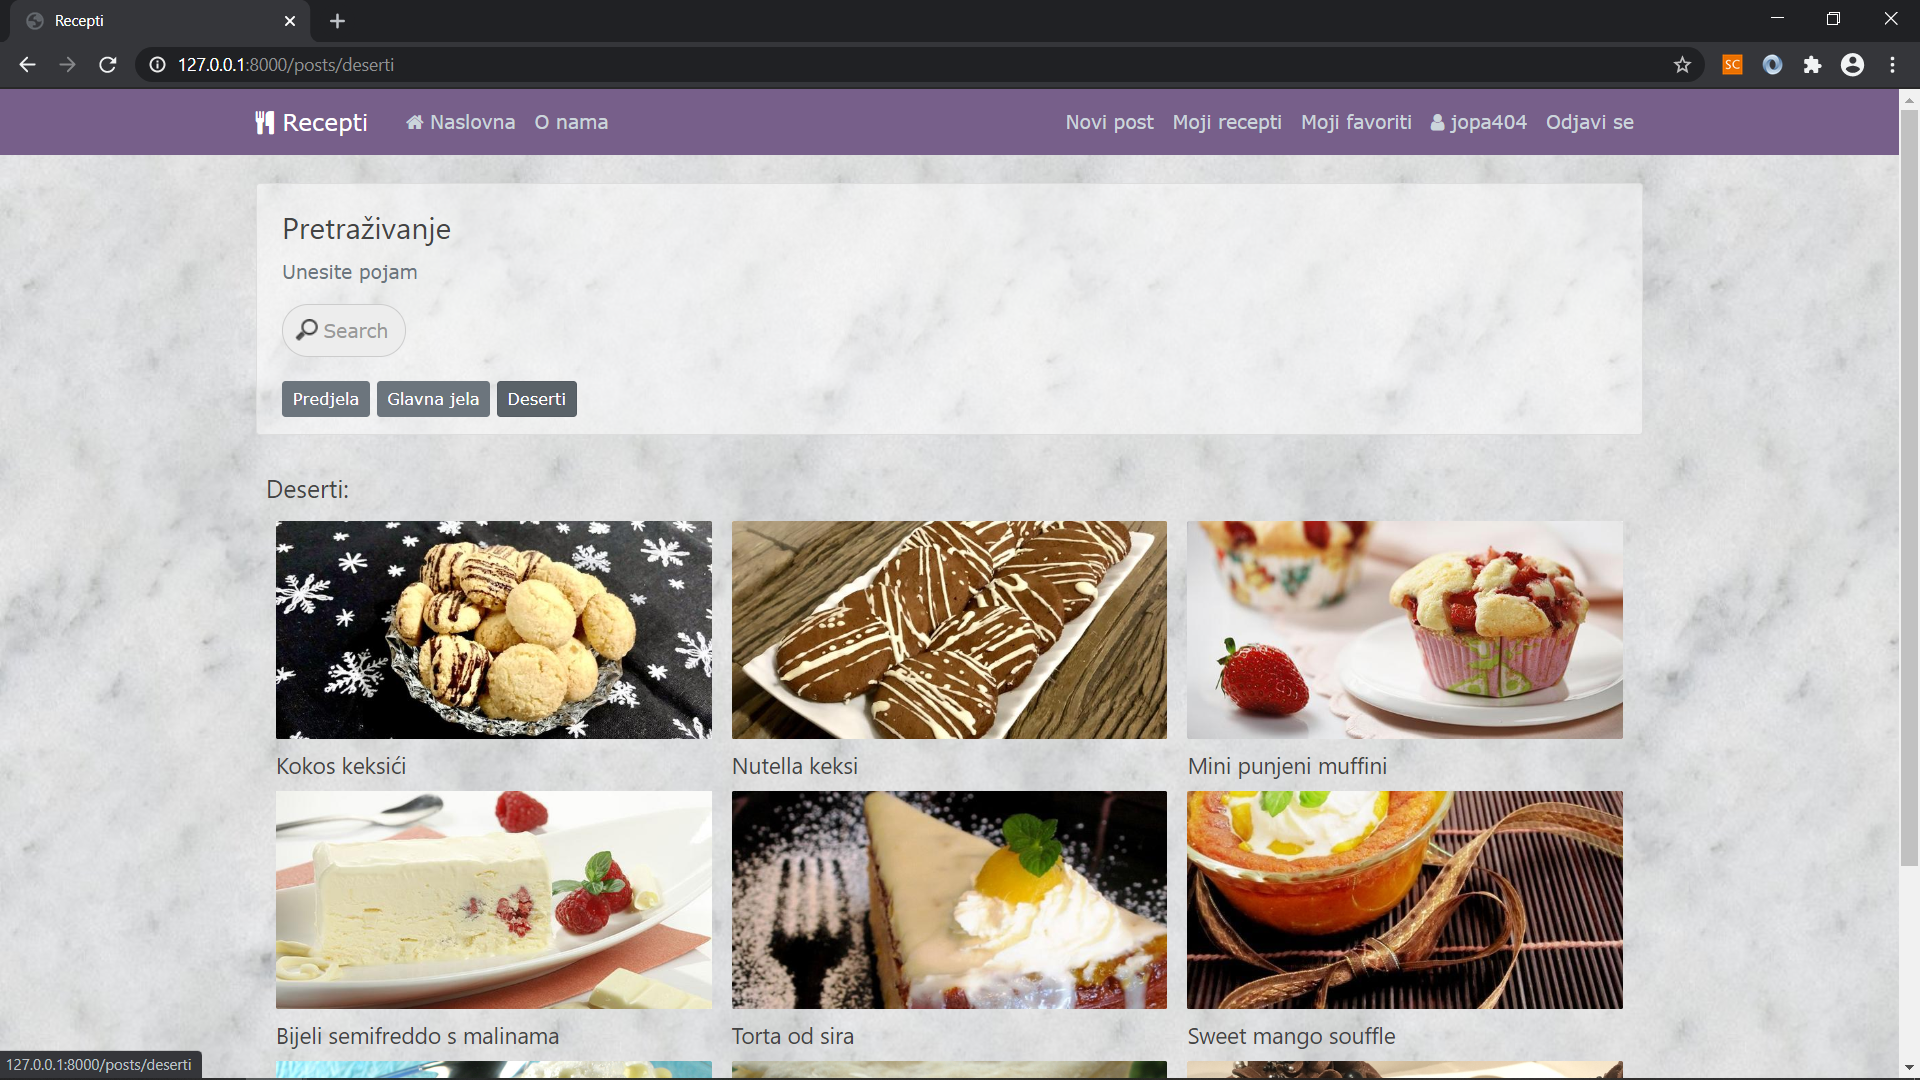 Recepti
127.0.0.1:8000/posts/deserti
SC
Recepti Naslovna O nama Novi post Moji recepti Moji favoriti jopa404 Odjavi se
Pretraživanje
Unesite pojam
Search
Predjela Glavna jela Deserti
Deserti:
Kokos keksići Nutella keksi Mini punjeni muffini
Bijeli semifreddo s malinama Torta od sira Sweet mango souffle
127.0.0.1:8000/posts/deserti